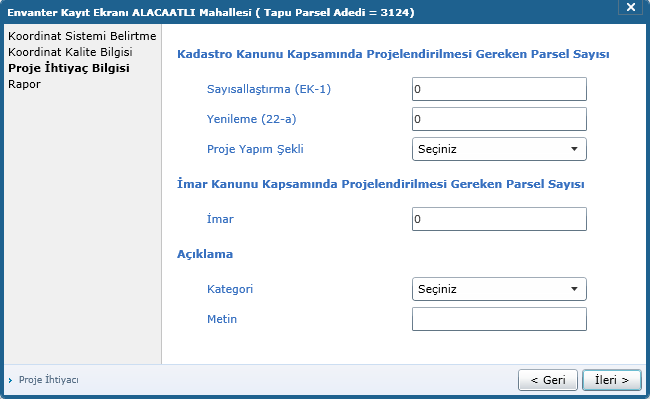 Envanter Kayıt Ekranı ALACAATLI Mahallesi ( Tapu Parsel Adedi = 3124)
Koordinat Sistemi Belirtme
Koordinat Kalite Bilgisi
Proje İhtiyaç Bilgisi
Rapor
Kadastro Kanunu Kapsamında Projelendirilmesi Gereken Parsel Sayısı
Sayısallaştırma (EK-1) 0
Yenileme (22-a) 0
Proje Yapım Şekli Seçiniz
İmar Kanunu Kapsamında Projelendirilmesi Gereken Parsel Sayısı
İmar 0
Açıklama
Kategori Seçiniz
Metin
› Proje İhtiyacı < Geri İleri >